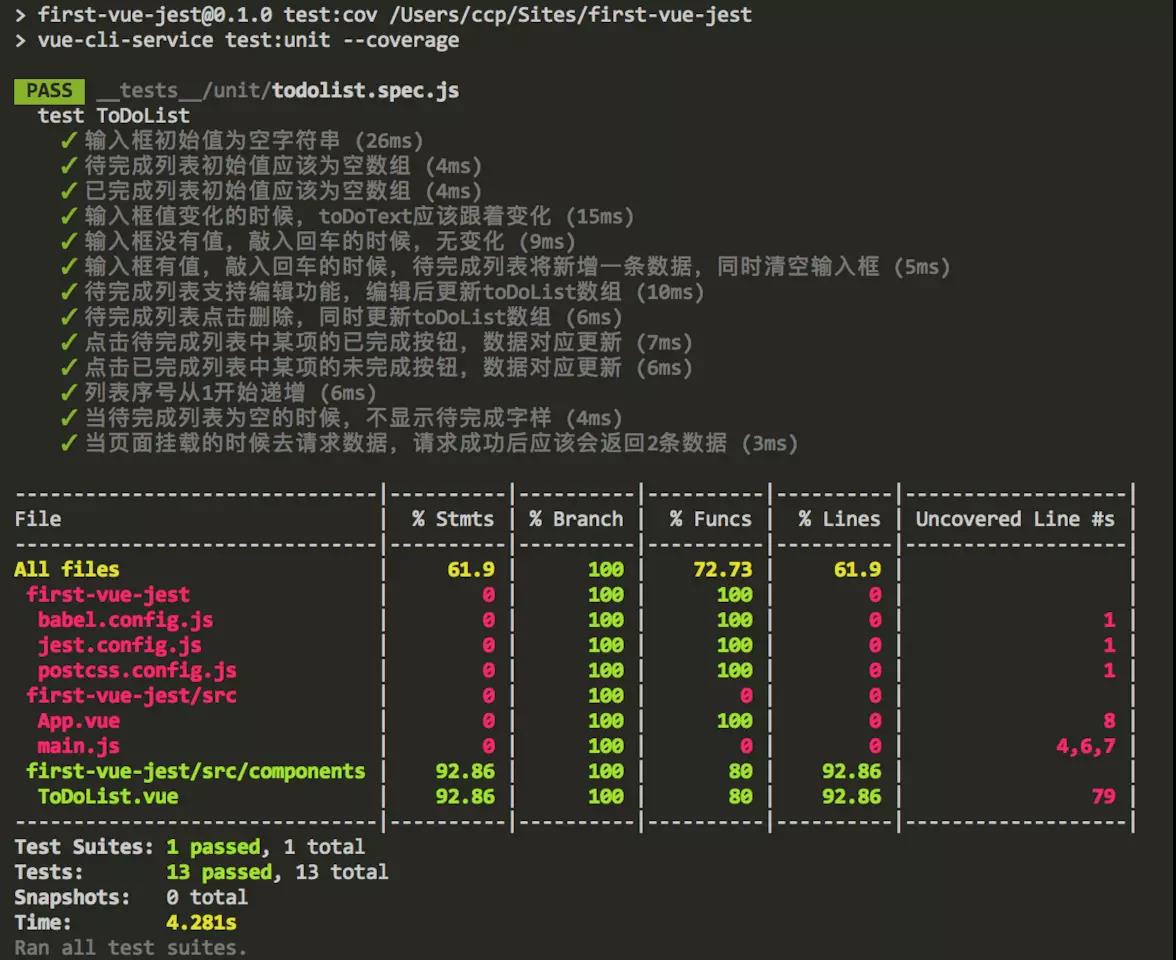 > first-vue-jest@0.1.0 test:cov /Users/ccp/Sites/first-vue-jest
> vue-cli-service test:unit --coverage
PASS __tests__/unit/todolist.spec.js
test ToDoList
✓ 输入框初始值为空字符串 (26ms)
✓ 待完成列表初始值应该为空数组 (4ms)
✓ 已完成列表初始值应该为空数组 (4ms)
✓ 输入框值变化的时候，toDoText应该跟着变化 (15ms)
✓ 输入框没有值，敲入回车的时候，无变化 (9ms)
✓ 输入框有值，敲入回车的时候，待完成列表将新增一条数据，同时清空输入框 (5ms)
✓ 待完成列表支持编辑功能，编辑后更新toDoList数组 (10ms)
✓ 待完成列表点击删除，同时更新toDoList数组 (6ms)
✓ 点击待完成列表中某项的已完成按钮，数据对应更新 (7ms)
✓ 点击已完成列表中某项的未完成按钮，数据对应更新 (6ms)
✓ 列表序号从1开始递增 (6ms)
✓ 当待完成列表为空的时候，不显示待完成字样 (4ms)
✓ 当页面挂载的时候去请求数据，请求成功后应该会返回2条数据 (3ms)
-------------------------------|----------|----------|----------|----------|-------------------|
File | % Stmts | % Branch | % Funcs | % Lines | Uncovered Line #s |
-------------------------------|----------|----------|----------|----------|-------------------|
All files | 61.9 | 100 | 72.73 | 61.9 | |
first-vue-jest | 0 | 100 | 100 | 0 | |
babel.config.js | 0 | 100 | 100 | 0 | 1 |
jest.config.js | 0 | 100 | 100 | 0 | 1 |
postcss.config.js | 0 | 100 | 100 | 0 | 1 |
first-vue-jest/src | 0 | 100 | 0 | 0 | |
App.vue | 0 | 100 | 100 | 0 | 8 |
main.js | 0 | 100 | 0 | 0 | 4,6,7 |
first-vue-jest/src/components | 92.86 | 100 | 80 | 92.86 | |
ToDoList.vue | 92.86 | 100 | 80 | 92.86 | 79 |
-------------------------------|----------|----------|----------|----------|-------------------|
Test Suites: 1 passed, 1 total
Tests: 13 passed, 13 total
Snapshots: 0 total
Time: 4.281s
Ran all test suites.